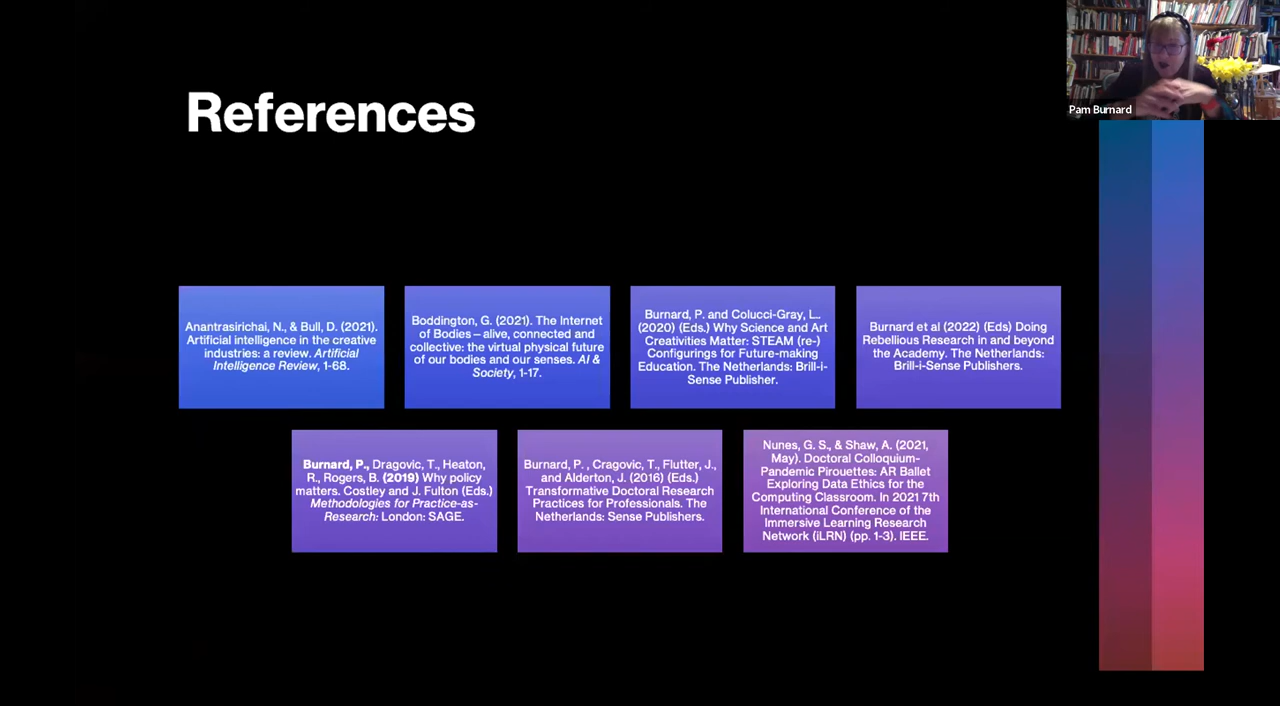 Pam Burnard
References
Anantrasirichai, N., & Bull, D. (2021).
Artificial intelligence in the creative
industries: a review. Artificial
Intelligence Review, 1-68.
Boddington, G. (2021). The Internet
of Bodies – alive, connected and
collective: the virtual physical future
of our bodies and our senses. AI &
Society, 1-17.
Burnard, P. and Colucci-Gray, L..
(2020) (Eds.) Why Science and Art
Creativities Matter: STEAM (re-)
Configurings for Future-making
Education. The Netherlands: Brill-i-
Sense Publisher.
Burnard et al (2022) (Eds) Doing
Rebellious Research in and beyond
the Academy. The Netherlands:
Brill-i-Sense Publishers.
Burnard, P., Dragovic, T., Heaton,
R., Rogers, B. (2019) Why policy
matters. Costley and J. Fulton (Eds.)
Methodologies for Practice-as-
Research: London: SAGE.
Burnard, P. , Cragovic, T., Flutter, J.,
and Alderton, J. (2016) (Eds.)
Transformative Doctoral Research
Practices for Professionals. The
Netherlands: Sense Publishers.
Nunes, G. S., & Shaw, A. (2021,
May). Doctoral Colloquium-
Pandemic Pirouettes: AR Ballet
Exploring Data Ethics for the
Computing Classroom. In 2021 7th
International Conference of the
Immersive Learning Research
Network (iLRN) (pp. 1-3). IEEE.